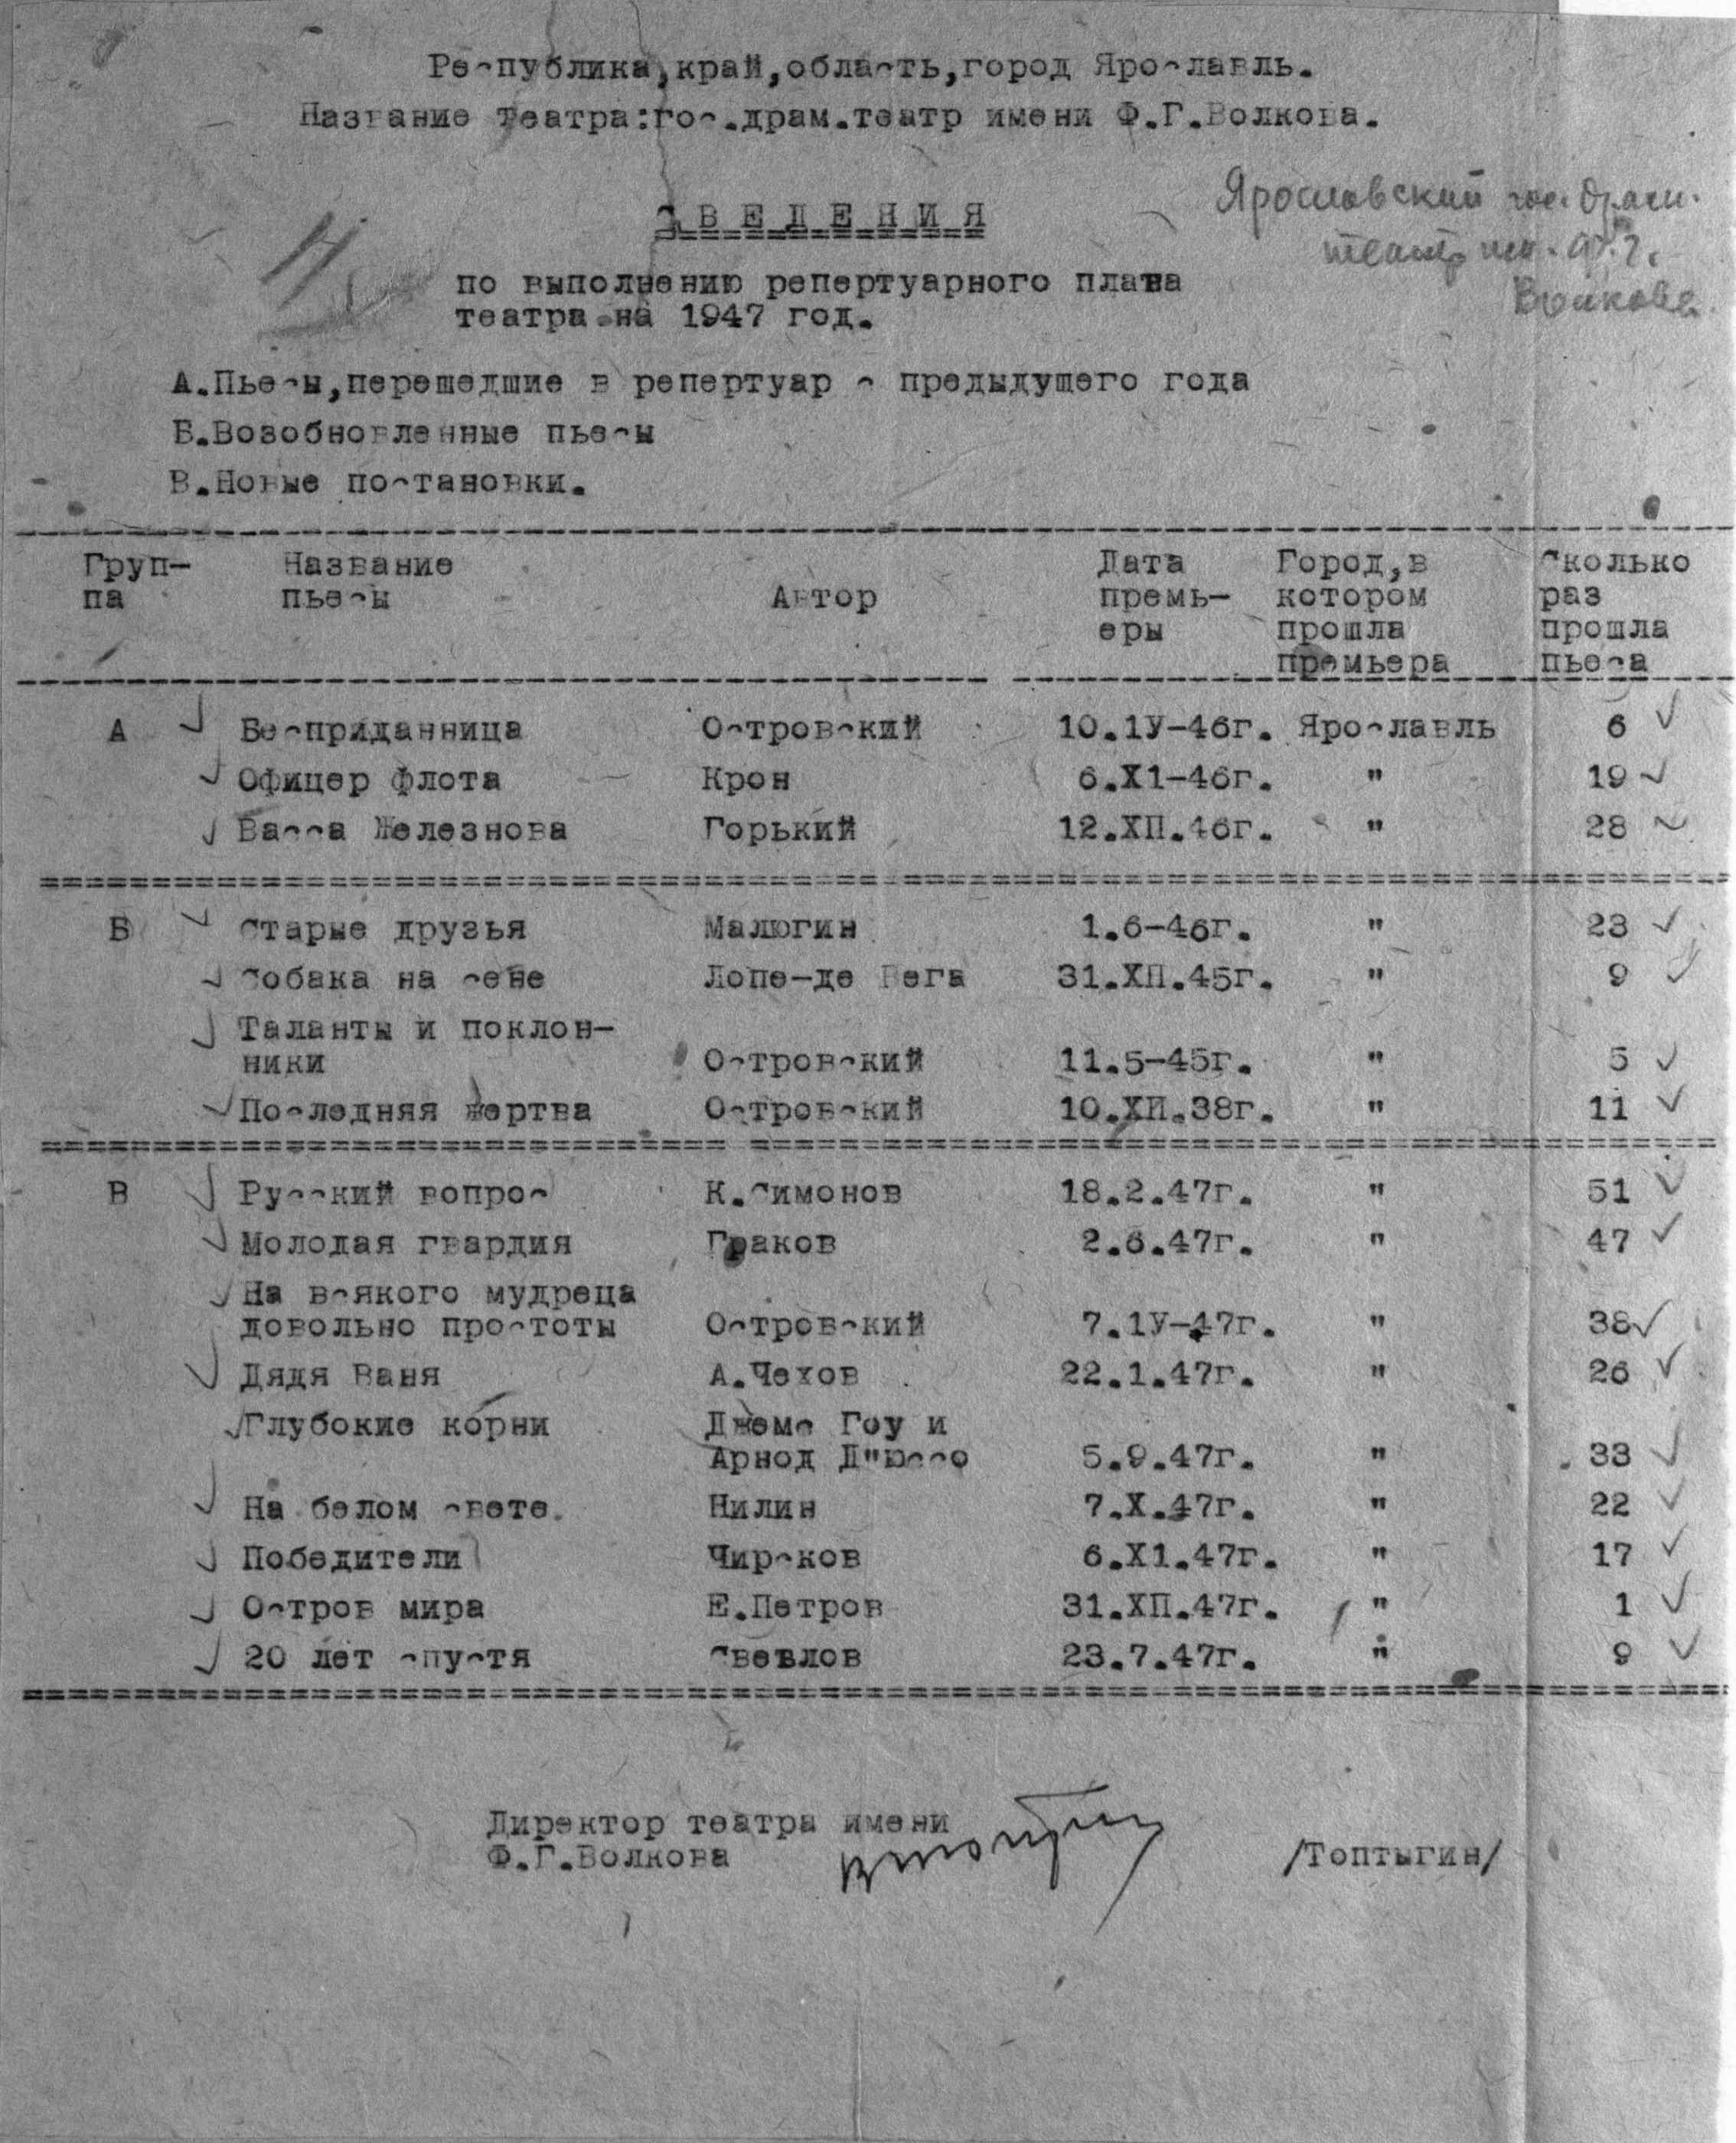 Республика,край,область,город Ярославль.
Название театра:гос.драм.театр имени Ф.Г.Волкова.
Ярославский гос. драм.
театр им. Ф.Г.
Волкова
СВЕДЕНИЯ
по выполнению репертуарного плана
театра на 1947 год.
А.Пьесы,перешедшие в репертуар с предыдущего года
Б.Возобновленные пьесы
В.Новые постановки.
Груп- Название Дата Город,в Сколько
па пьесы Автор премь- котором раз
еры прошла прошла
премьера пьеса
А Бесприданница Островский 10.1У-46г. Ярославль 6
Офицер флота Крон 6.Х1-46г. " 19
Васса Железнова Горький 12.ХП.46г. " 28
Б Старые друзья Малюгин 1.6-46г. " 23
Собака на сене Лопе-де Вега 31.ХП.45г. " 9
Таланты и поклон-
ники Островский 11.5-45г. " 5
Последняя жертва Островский 10.ХП.38г. " 11
В Русский вопрос К.Симонов 18.2.47г. " 51
Молодая гвардия Граков 2.6.47г. " 47
На всякого мудреца
довольно простоты Островский 7.1У-47г. " 38
Дядя Ваня А.Чехов 22.1.47г. " 26
Глубокие корни Джемс Гоу и
Арнод Д"юссо 5.9.47г. " 33
На белом свете. Нилин 7.Х.47г. " 22
Победители Чирсков 6.Х1.47г. " 17
Остров мира Е.Петров 31.ХП.47г. " 1
20 лет спустя Свевлов 23.7.47г. " 9
Директор театра имени
Ф.Г.Волкова /Топтыгин/